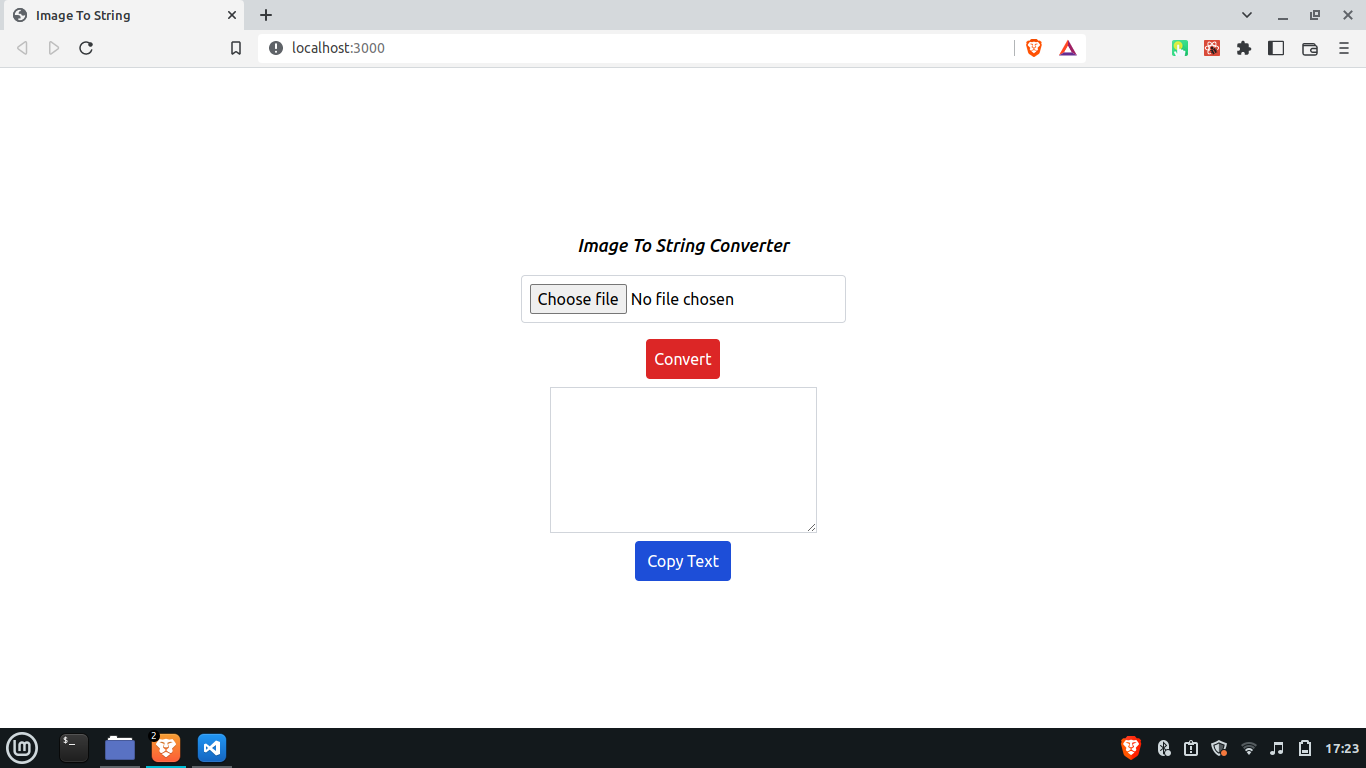 Image To String
localhost:3000
Image To String Converter
Choose file No file chosen
Convert
Copy Text
2
$_
17:23